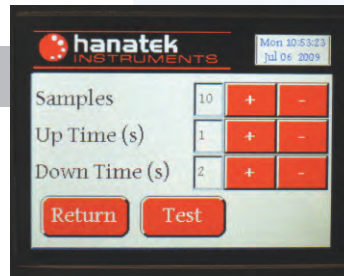 hanatek
INSTRUMENTS
Mon 10:53:23
Jul 06 2009
Samples 10 + -
Up Time (s) 1 + -
Down Time (s) 2 + -
Return Test